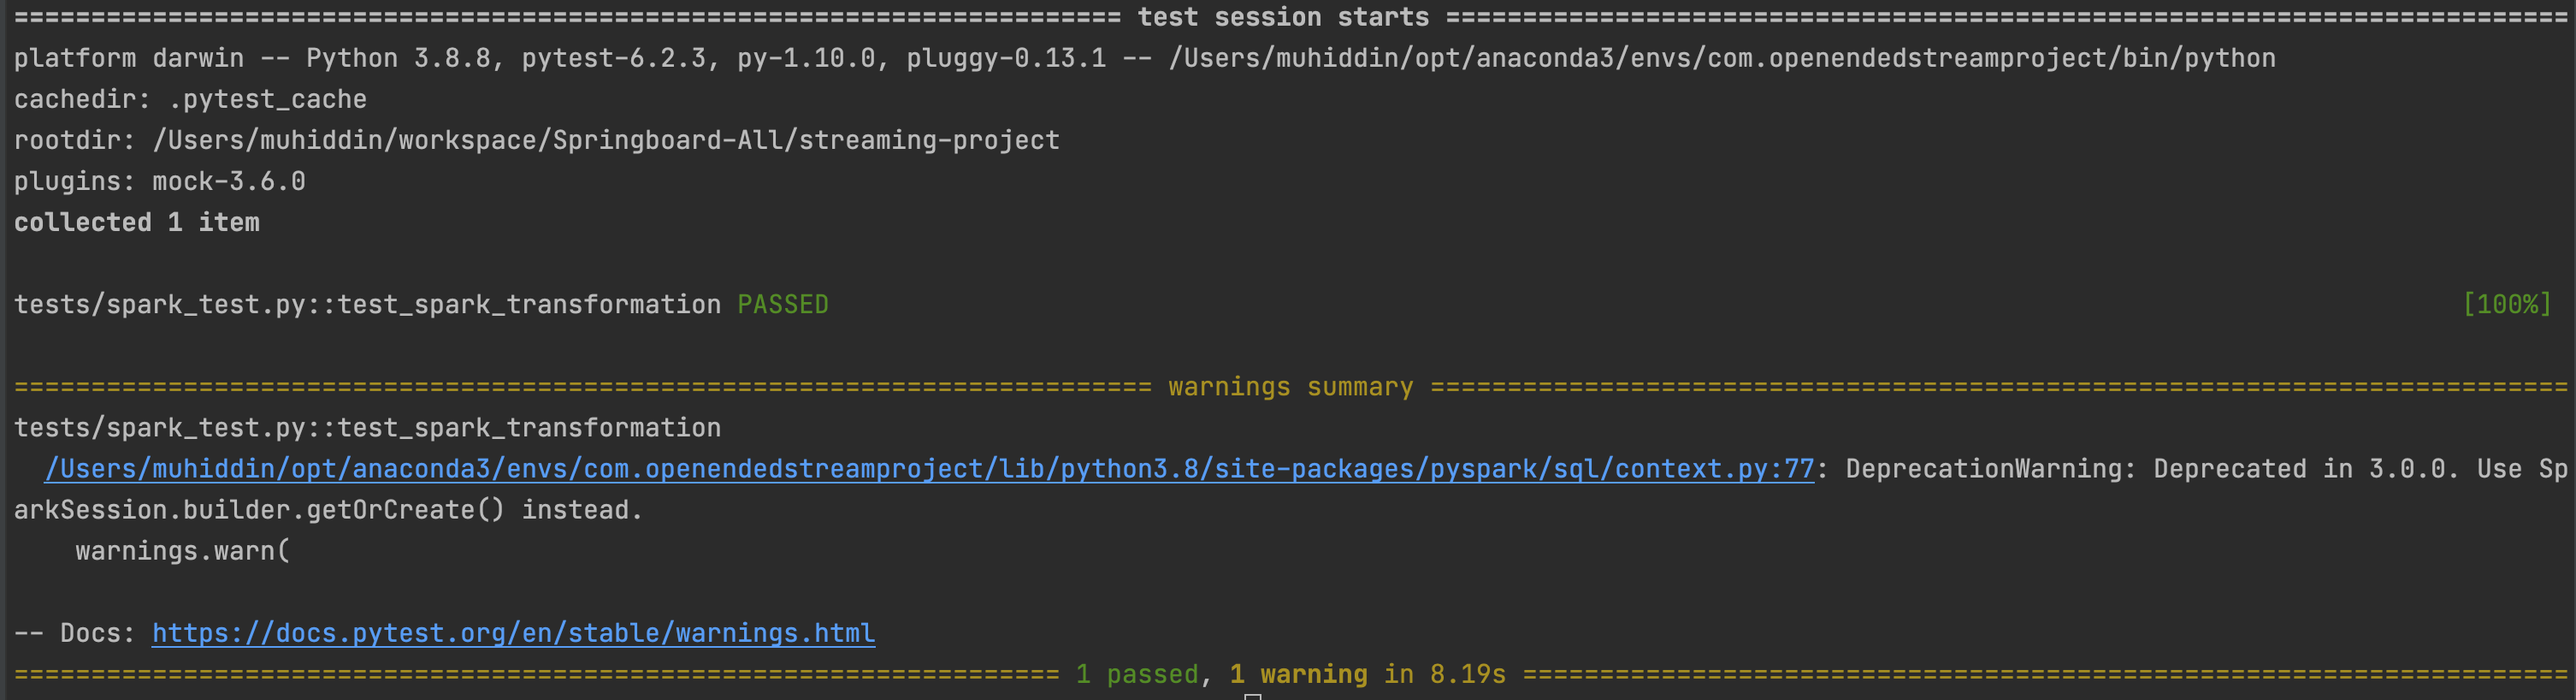 ======================================================================== test session starts =========================================================================
platform darwin -- Python 3.8.8, pytest-6.2.3, py-1.10.0, pluggy-0.13.1 -- /Users/muhiddin/opt/anaconda3/envs/com.openendedstreamproject/bin/python
cachedir: .pytest_cache
rootdir: /Users/muhiddin/workspace/Springboard-All/streaming-project
plugins: mock-3.6.0
collected 1 item
tests/spark_test.py::test_spark_transformation PASSED [100%]
========================================================================== warnings summary ==========================================================================
tests/spark_test.py::test_spark_transformation
/Users/muhiddin/opt/anaconda3/envs/com.openendedstreamproject/lib/python3.8/site-packages/pyspark/sql/context.py:77: DeprecationWarning: Deprecated in 3.0.0. Use Sp
arkSession.builder.getOrCreate() instead.
warnings.warn(
-- Docs: https://docs.pytest.org/en/stable/warnings.html
==================================================================== 1 passed, 1 warning in 8.19s ====================================================================